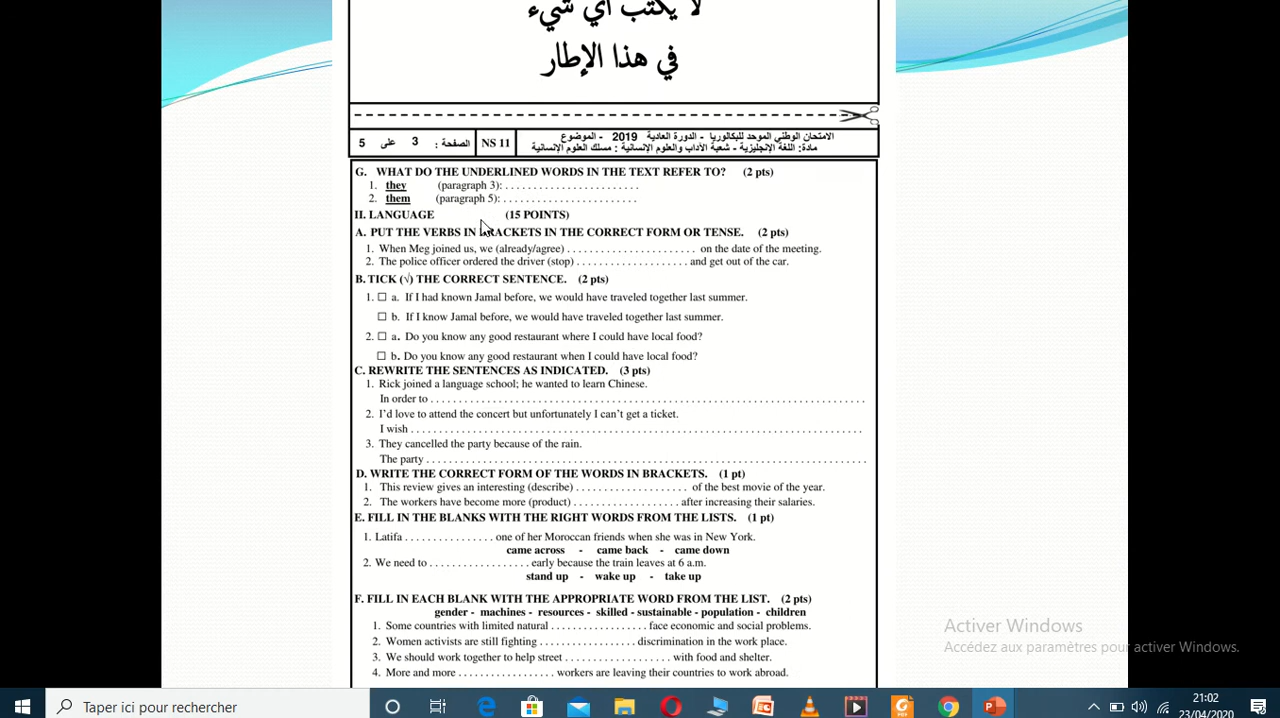 لا يكتب أي شيء
في هذا الإطار
الامتحان الوطني الموحد للبكالوريا - الدورة العادية 2019 - الموضوع
مادة: اللغة الإنجليزية - شعبة الآداب والعلوم الإنسانية : مسلك العلوم الإنسانية
NS 11
الصفحة : 3 على 5
G. WHAT DO THE UNDERLINED WORDS IN THE TEXT REFER TO? (2 pts)
1. they (paragraph 3): . . . . . . . . . . . . . . . . . . . . . . . .
2. them (paragraph 5): . . . . . . . . . . . . . . . . . . . . . . . .
II. LANGUAGE (15 POINTS)
A. PUT THE VERBS IN BRACKETS IN THE CORRECT FORM OR TENSE. (2 pts)
1. When Meg joined us, we (already/agree) . . . . . . . . . . . . . . . . . . . . . . . on the date of the meeting.
2. The police officer ordered the driver (stop) . . . . . . . . . . . . . . . . . . . . and get out of the car.
B. TICK (√) THE CORRECT SENTENCE. (2 pts)
1. ☐ a. If I had known Jamal before, we would have traveled together last summer.
☐ b. If I know Jamal before, we would have traveled together last summer.
2. ☐ a. Do you know any good restaurant where I could have local food?
☐ b. Do you know any good restaurant when I could have local food?
C. REWRITE THE SENTENCES AS INDICATED. (3 pts)
1. Rick joined a language school; he wanted to learn Chinese.
In order to . . . . . . . . . . . . . . . . . . . . . . . . . . . . . . . . . . . . . . . .
2. I'd love to attend the concert but unfortunately I can't get a ticket.
I wish . . . . . . . . . . . . . . . . . . . . . . . . . . . . . . . . . . . . . . . .
3. They cancelled the party because of the rain.
The party . . . . . . . . . . . . . . . . . . . . . . . . . . . . . . . . . . . . . . . .
D. WRITE THE CORRECT FORM OF THE WORDS IN BRACKETS. (1 pt)
1. This review gives an interesting (describe) . . . . . . . . . . . . . . . . . . . . of the best movie of the year.
2. The workers have become more (product) . . . . . . . . . . . . . . . . . . . after increasing their salaries.
E. FILL IN THE BLANKS WITH THE RIGHT WORDS FROM THE LISTS. (1 pt)
1. Latifa . . . . . . . . . . . . . . . . one of her Moroccan friends when she was in New York.
came across - came back - came down
2. We need to . . . . . . . . . . . . . . . . . . early because the train leaves at 6 a.m.
stand up - wake up - take up
F. FILL IN EACH BLANK WITH THE APPROPRIATE WORD FROM THE LIST. (2 pts)
gender - machines - resources - skilled - sustainable - population - children
1. Some countries with limited natural . . . . . . . . . . . . . . . . . face economic and social problems.
2. Women activists are still fighting . . . . . . . . . . . . . . . . . discrimination in the work place.
3. We should work together to help street . . . . . . . . . . . . . . . . . . . with food and shelter.
4. More and more . . . . . . . . . . . . . . . . . workers are leaving their countries to work abroad.
Activer Windows
Accédez aux paramètres pour activer Windows.
Taper ici pour rechercher
21:02
23/04/2020